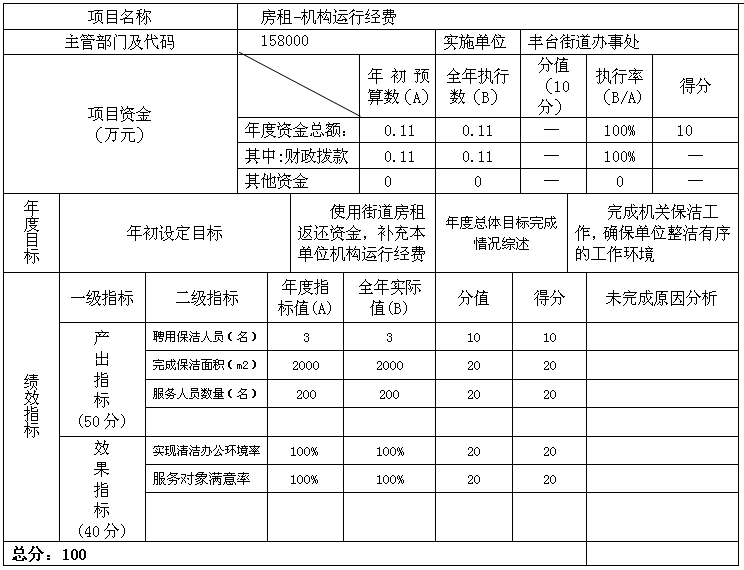 项目名称 房租-机构运行经费
主管部门及代码 158000 实施单位 丰台街道办事处
项目资金
（万元）
年 初 预
算数（A）
全年执行
数（B）
分值
（10
分）
执行率
（B/A）
得分
年度资金总额： 0.11 0.11 — 100% 10
其中:财政拨款 0.11 0.11 — 100% —
其他资金 0 0 — 0 —
年度目标
年初设定目标
使用街道房租
返还资金，补充本
单位机构运行经费
年度总体目标完成
情况综述
完成机关保洁工
作，确保单位整洁有序
的工作环境
绩效指标
一级指标 二级指标
年度指
标值(A)
全年实际
值(B)
分值 得分 未完成原因分析
产出指标
(50分)
聘用保洁人员（名） 3 3 10 10
完成保洁面积（m2） 2000 2000 20 20
服务人员数量（名） 200 200 20 20
效果指标
(40分)
实现清洁办公环境率 100% 100% 20 20
服务对象满意率 100% 100% 20 20
总分：100